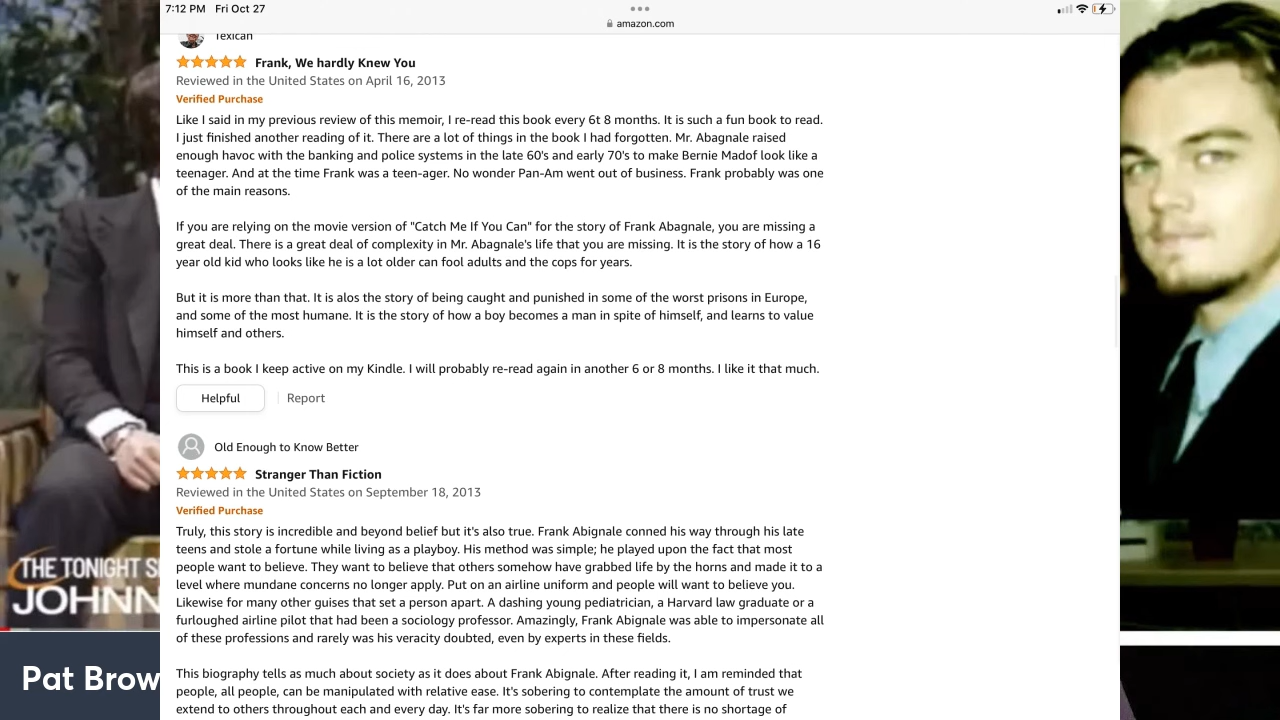 7:12 PM Fri Oct 27
amazon.com
Texican
Frank, We hardly Knew You
Reviewed in the United States on April 16, 2013
Verified Purchase
Like I said in my previous review of this memoir, I re-read this book every 6t 8 months. It is such a fun book to read.
I just finished another reading of it. There are a lot of things in the book I had forgotten. Mr. Abagnale raised
enough havoc with the banking and police systems in the late 60's and early 70's to make Bernie Madof look like a
teenager. And at the time Frank was a teen-ager. No wonder Pan-Am went out of business. Frank probably was one
of the main reasons.
If you are relying on the movie version of "Catch Me If You Can" for the story of Frank Abagnale, you are missing a
great deal. There is a great deal of complexity in Mr. Abagnale's life that you are missing. It is the story of how a 16
year old kid who looks like he is a lot older can fool adults and the cops for years.
But it is more than that. It is alos the story of being caught and punished in some of the worst prisons in Europe,
and some of the most humane. It is the story of how a boy becomes a man in spite of himself, and learns to value
himself and others.
This is a book I keep active on my Kindle. I will probably re-read again in another 6 or 8 months. I like it that much.
Helpful
Report
Old Enough to Know Better
Stranger Than Fiction
Reviewed in the United States on September 18, 2013
Verified Purchase
Truly, this story is incredible and beyond belief but it's also true. Frank Abignale conned his way through his late
teens and stole a fortune while living as a playboy. His method was simple; he played upon the fact that most
people want to believe. They want to believe that others somehow have grabbed life by the horns and made it to a
level where mundane concerns no longer apply. Put on an airline uniform and people will want to believe you.
Likewise for many other guises that set a person apart. A dashing young pediatrician, a Harvard law graduate or a
furloughed airline pilot that had been a sociology professor. Amazingly, Frank Abignale was able to impersonate all
of these professions and rarely was his veracity doubted, even by experts in these fields.
This biography tells as much about society as it does about Frank Abignale. After reading it, I am reminded that
people, all people, can be manipulated with relative ease. It's sobering to contemplate the amount of trust we
extend to others throughout each and every day. It's far more sobering to realize that there is no shortage of
THE TONIGHT S
JOHNN
Pat Brow